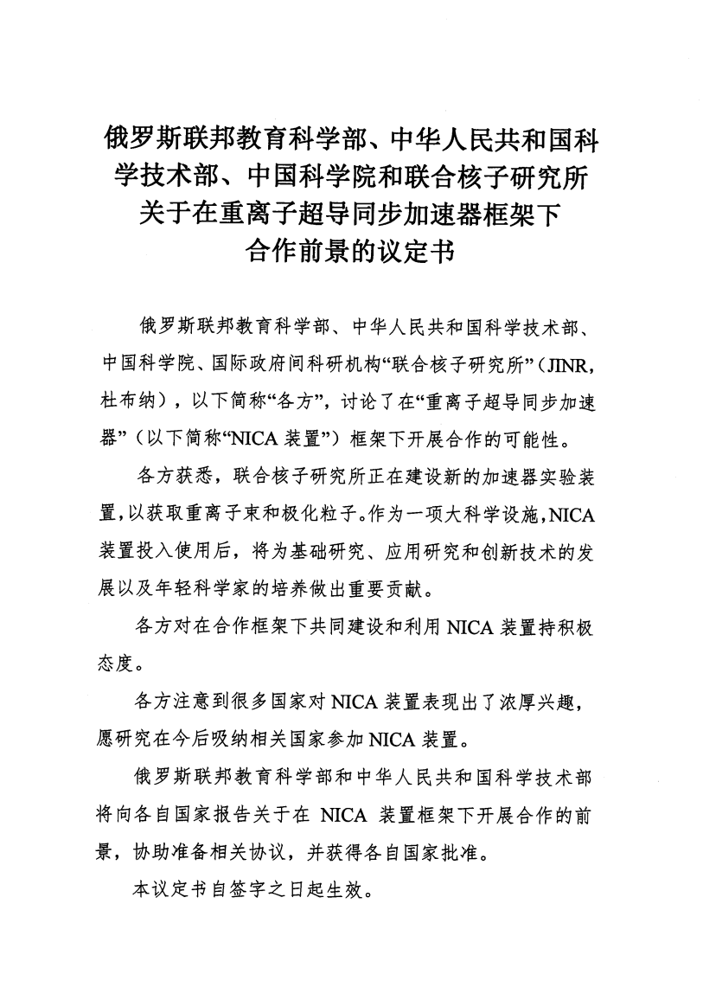 俄罗斯联邦教育科学部、中华人民共和国科
学技术部、中国科学院和联合核子研究所
关于在重离子超导同步加速器框架下
合作前景的议定书
俄罗斯联邦教育科学部、中华人民共和国科学技术部、
中国科学院、国际政府间科研机构“联合核子研究所”（JINR，
杜布纳），以下简称“各方”，讨论了在“重离子超导同步加速
器”（以下简称“NICA 装置”）框架下开展合作的可能性。
各方获悉，联合核子研究所正在建设新的加速器实验装
置，以获取重离子束和极化粒子。作为一项大科学设施，NICA
装置投入使用后，将为基础研究、应用研究和创新技术的发
展以及年轻科学家的培养做出重要贡献。
各方对在合作框架下共同建设和利用 NICA 装置持积极
态度。
各方注意到很多国家对 NICA 装置表现出了浓厚兴趣，
愿研究在今后吸纳相关国家参加 NICA 装置。
俄罗斯联邦教育科学部和中华人民共和国科学技术部
将向各自国家报告关于在 NICA 装置框架下开展合作的前
景，协助准备相关协议，并获得各自国家批准。
本议定书自签字之日起生效。